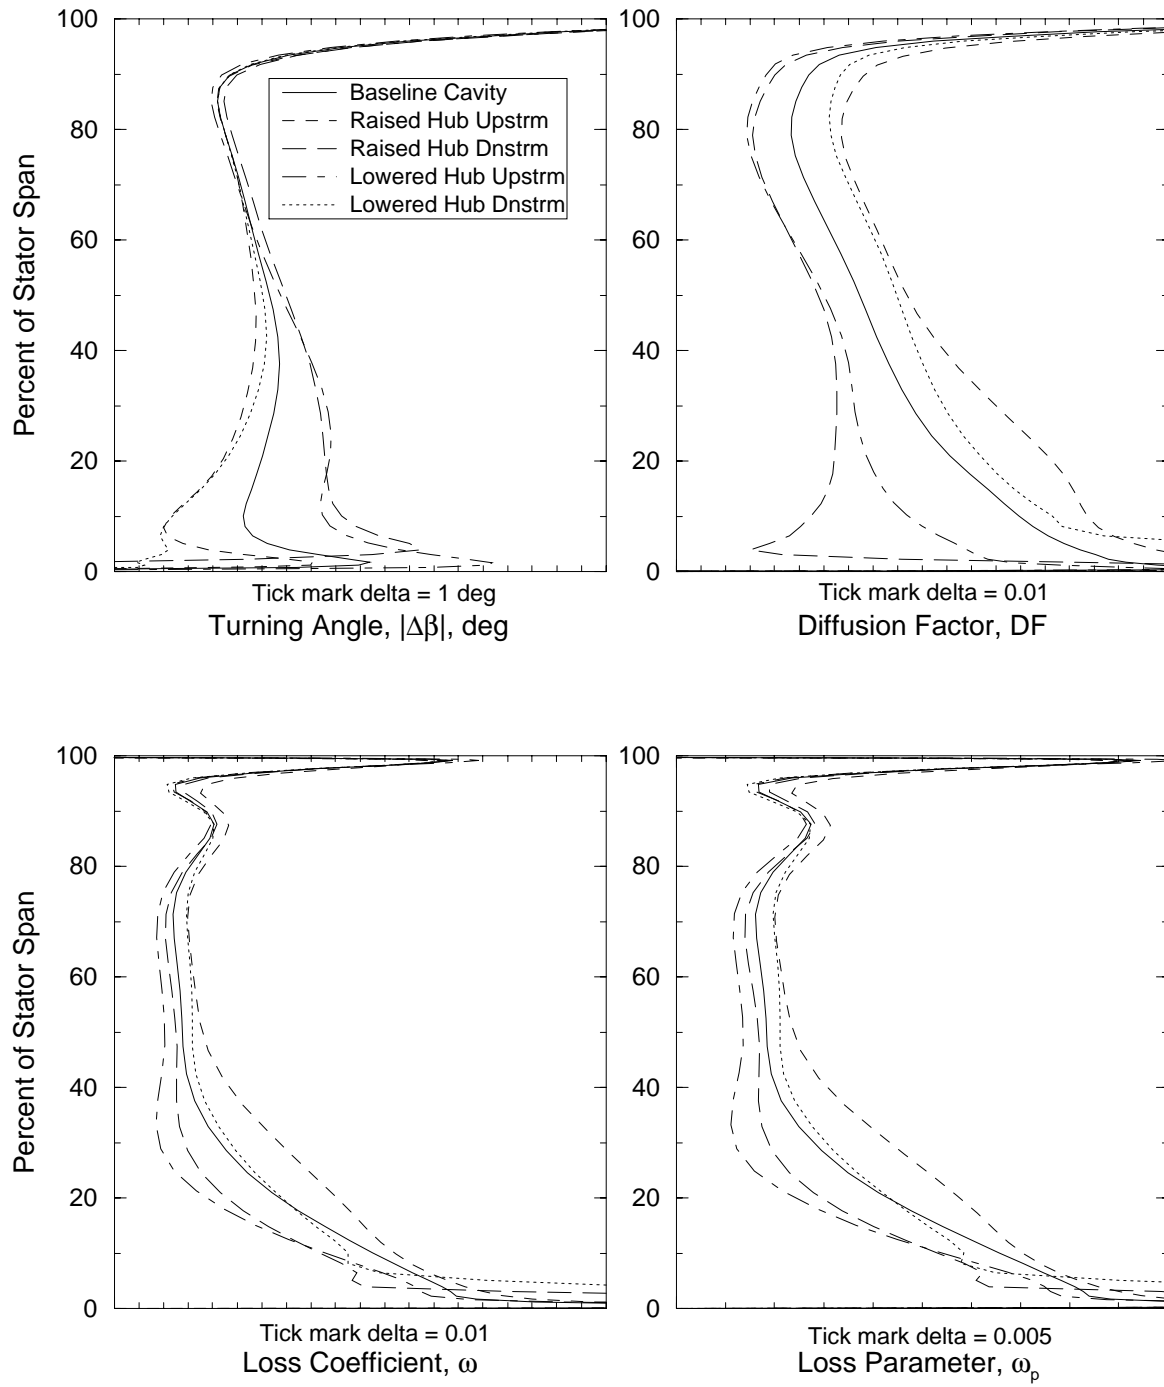 100
80
60
40
20
0
Percent of Stator Span
Baseline Cavity
Raised Hub Upstrm
Raised Hub Dnstrm
Lowered Hub Upstrm
Lowered Hub Dnstrm
Tick mark delta = 1 deg
Turning Angle, |Δβ|, deg
100
80
60
40
20
0
Tick mark delta = 0.01
Diffusion Factor, DF
100
80
60
40
20
0
Percent of Stator Span
Tick mark delta = 0.01
Loss Coefficient, ω
100
80
60
40
20
0
Tick mark delta = 0.005
Loss Parameter, ωp